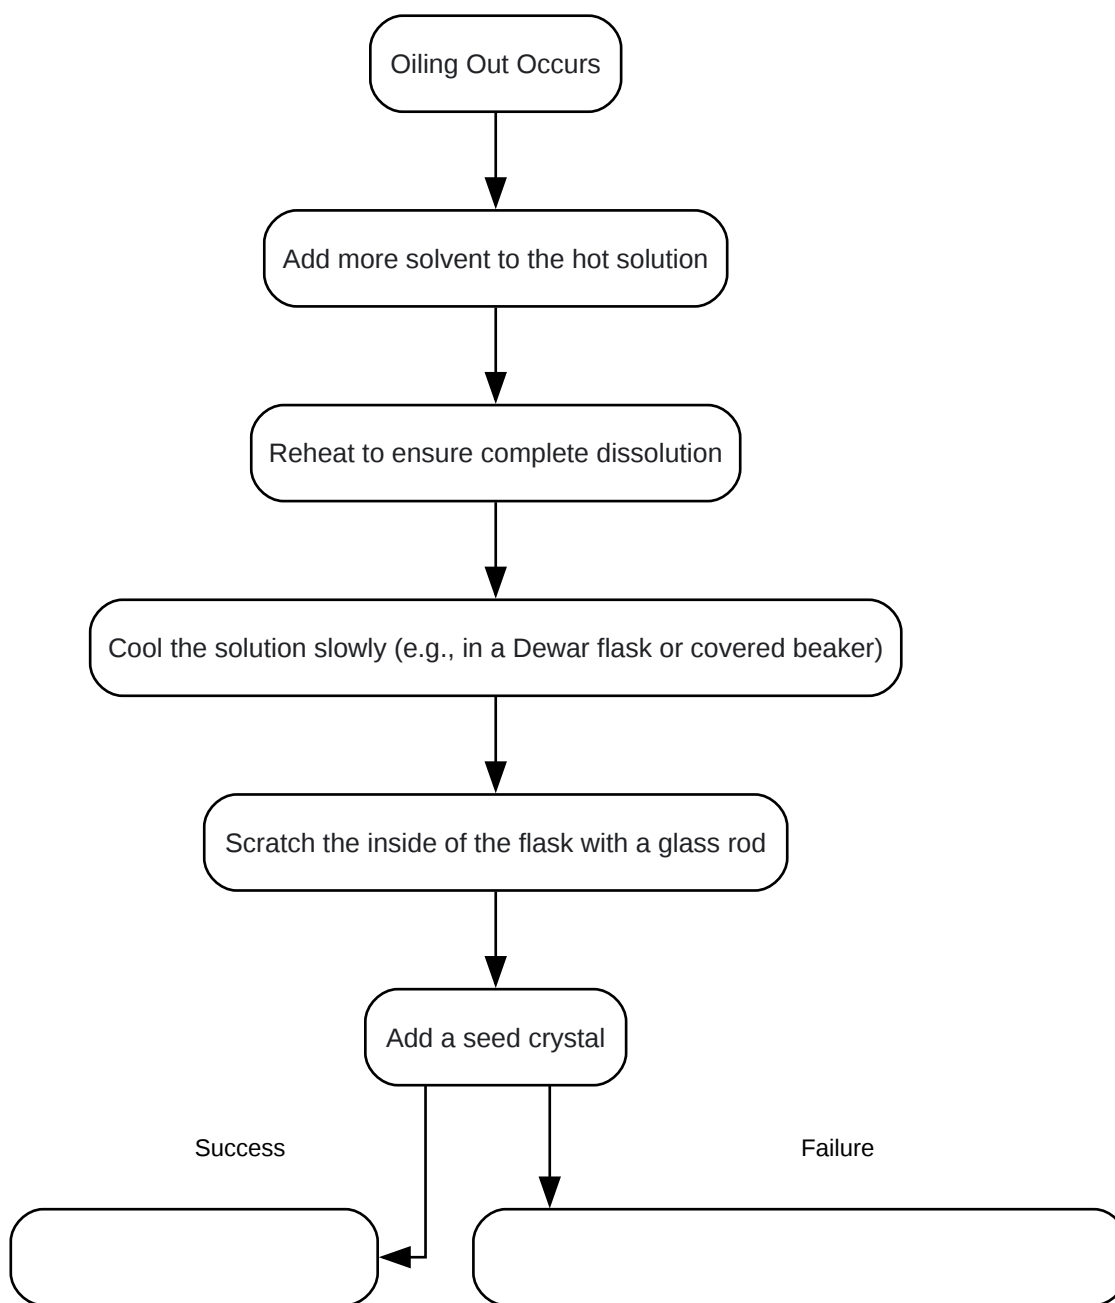 Oiling Out Occurs
Add more solvent to the hot solution
Reheat to ensure complete dissolution
Cool the solution slowly (e.g., in a Dewar flask or covered beaker)
Scratch the inside of the flask with a glass rod
Add a seed crystal
Success
Failure